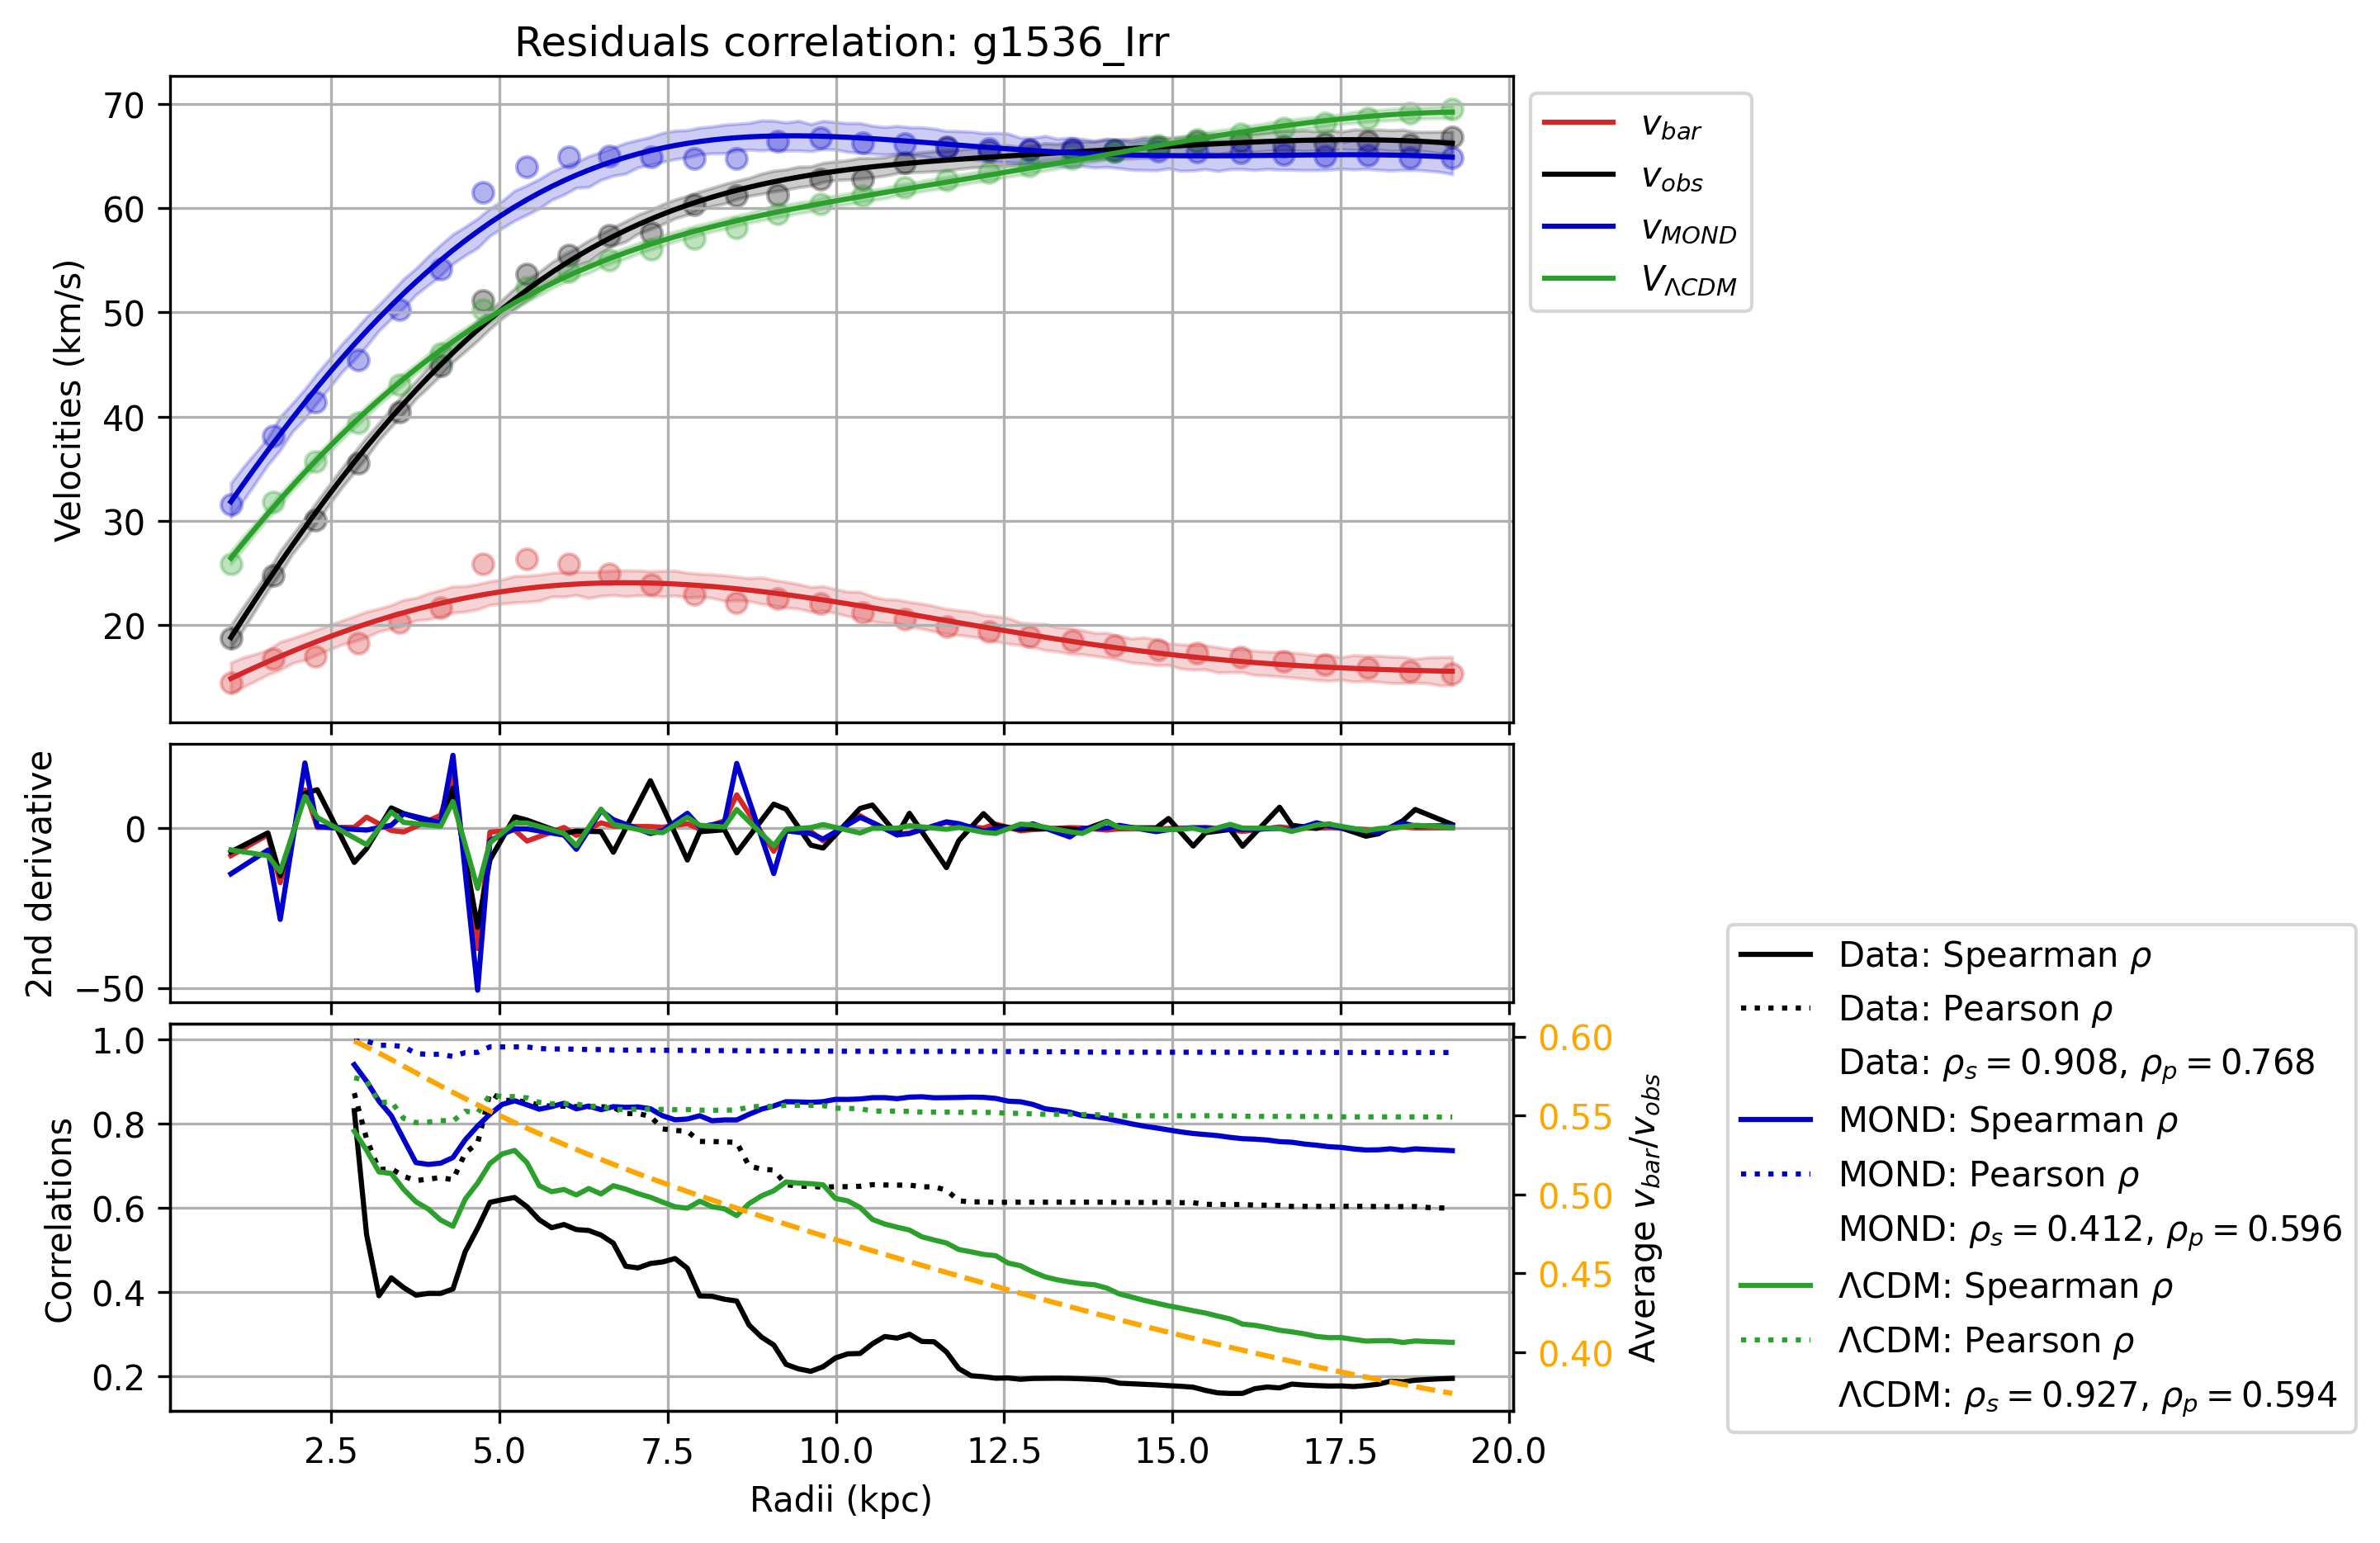 Residuals correlation: g1536_Irr
Velocities (km/s)
70
60
50
40
30
20
v_bar
v_obs
v_MOND
V_ΛCDM
2nd derivative
0
−50
Correlations
1.0
0.8
0.6
0.4
0.2
0.60
0.55
0.50
0.45
0.40
Average v_bar/v_obs
2.5 5.0 7.5 10.0 12.5 15.0 17.5 20.0
Radii (kpc)
Data: Spearman ρ
Data: Pearson ρ
Data: ρ_s = 0.908, ρ_p = 0.768
MOND: Spearman ρ
MOND: Pearson ρ
MOND: ρ_s = 0.412, ρ_p = 0.596
ΛCDM: Spearman ρ
ΛCDM: Pearson ρ
ΛCDM: ρ_s = 0.927, ρ_p = 0.594